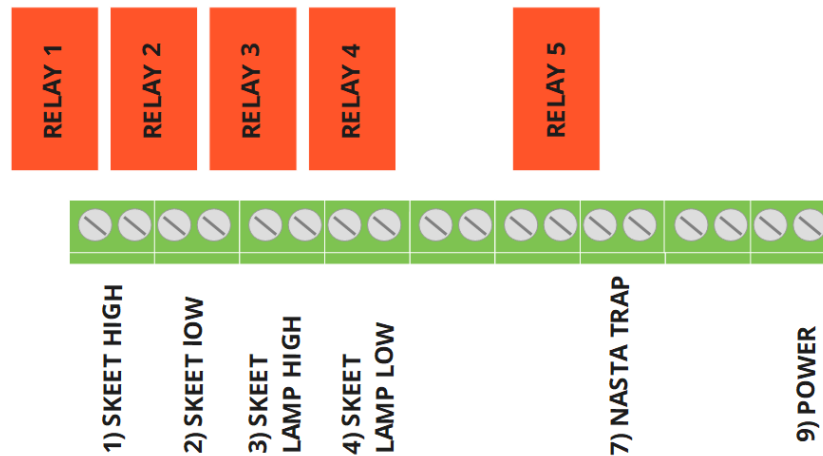 RELAY 1
RELAY 2
RELAY 3
RELAY 4
RELAY 5
1) SKEET HIGH
2) SKEET lOW
3) SKEET
LAMP HIGH
4) SKEET
LAMP LOW
7) NASTA TRAP
9) POWER